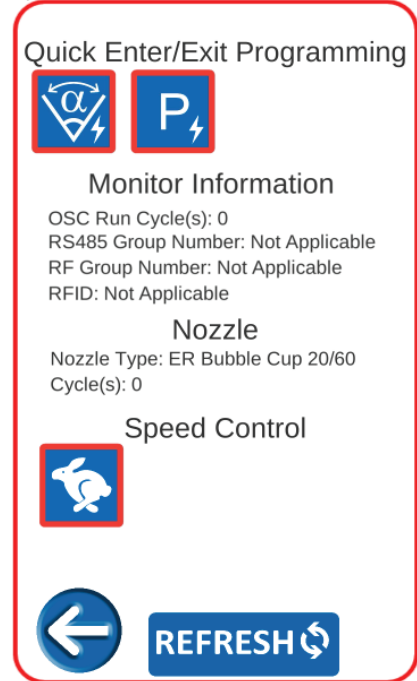 Quick Enter/Exit Programming
α P
Monitor Information
OSC Run Cycle(s): 0
RS485 Group Number: Not Applicable
RF Group Number: Not Applicable
RFID: Not Applicable
Nozzle
Nozzle Type: ER Bubble Cup 20/60
Cycle(s): 0
Speed Control
REFRESH